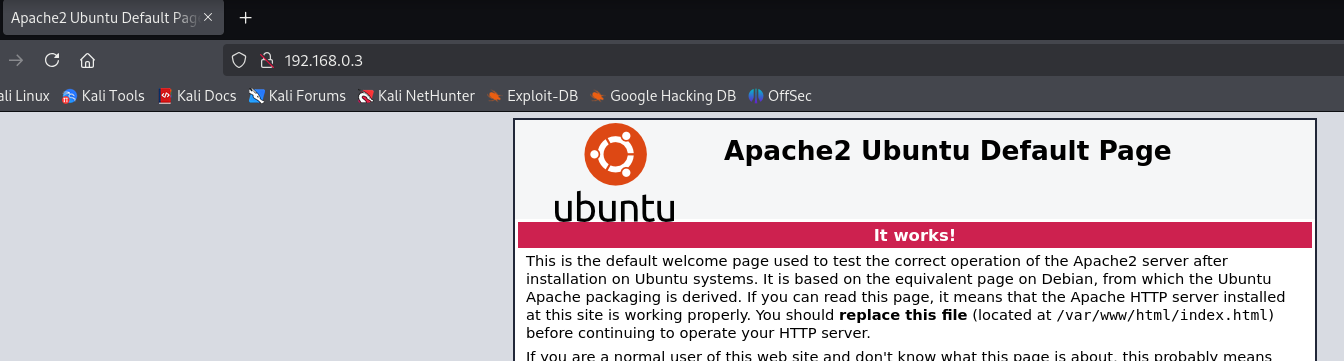 Apache2 Ubuntu Default Pag
192.168.0.3
ali Linux Kali Tools Kali Docs Kali Forums Kali NetHunter Exploit-DB Google Hacking DB OffSec
ubuntu
Apache2 Ubuntu Default Page
It works!
This is the default welcome page used to test the correct operation of the Apache2 server after
installation on Ubuntu systems. It is based on the equivalent page on Debian, from which the Ubuntu
Apache packaging is derived. If you can read this page, it means that the Apache HTTP server installed
at this site is working properly. You should replace this file (located at /var/www/html/index.html)
before continuing to operate your HTTP server.
If you are a normal user of this web site and don't know what this page is about, this probably means